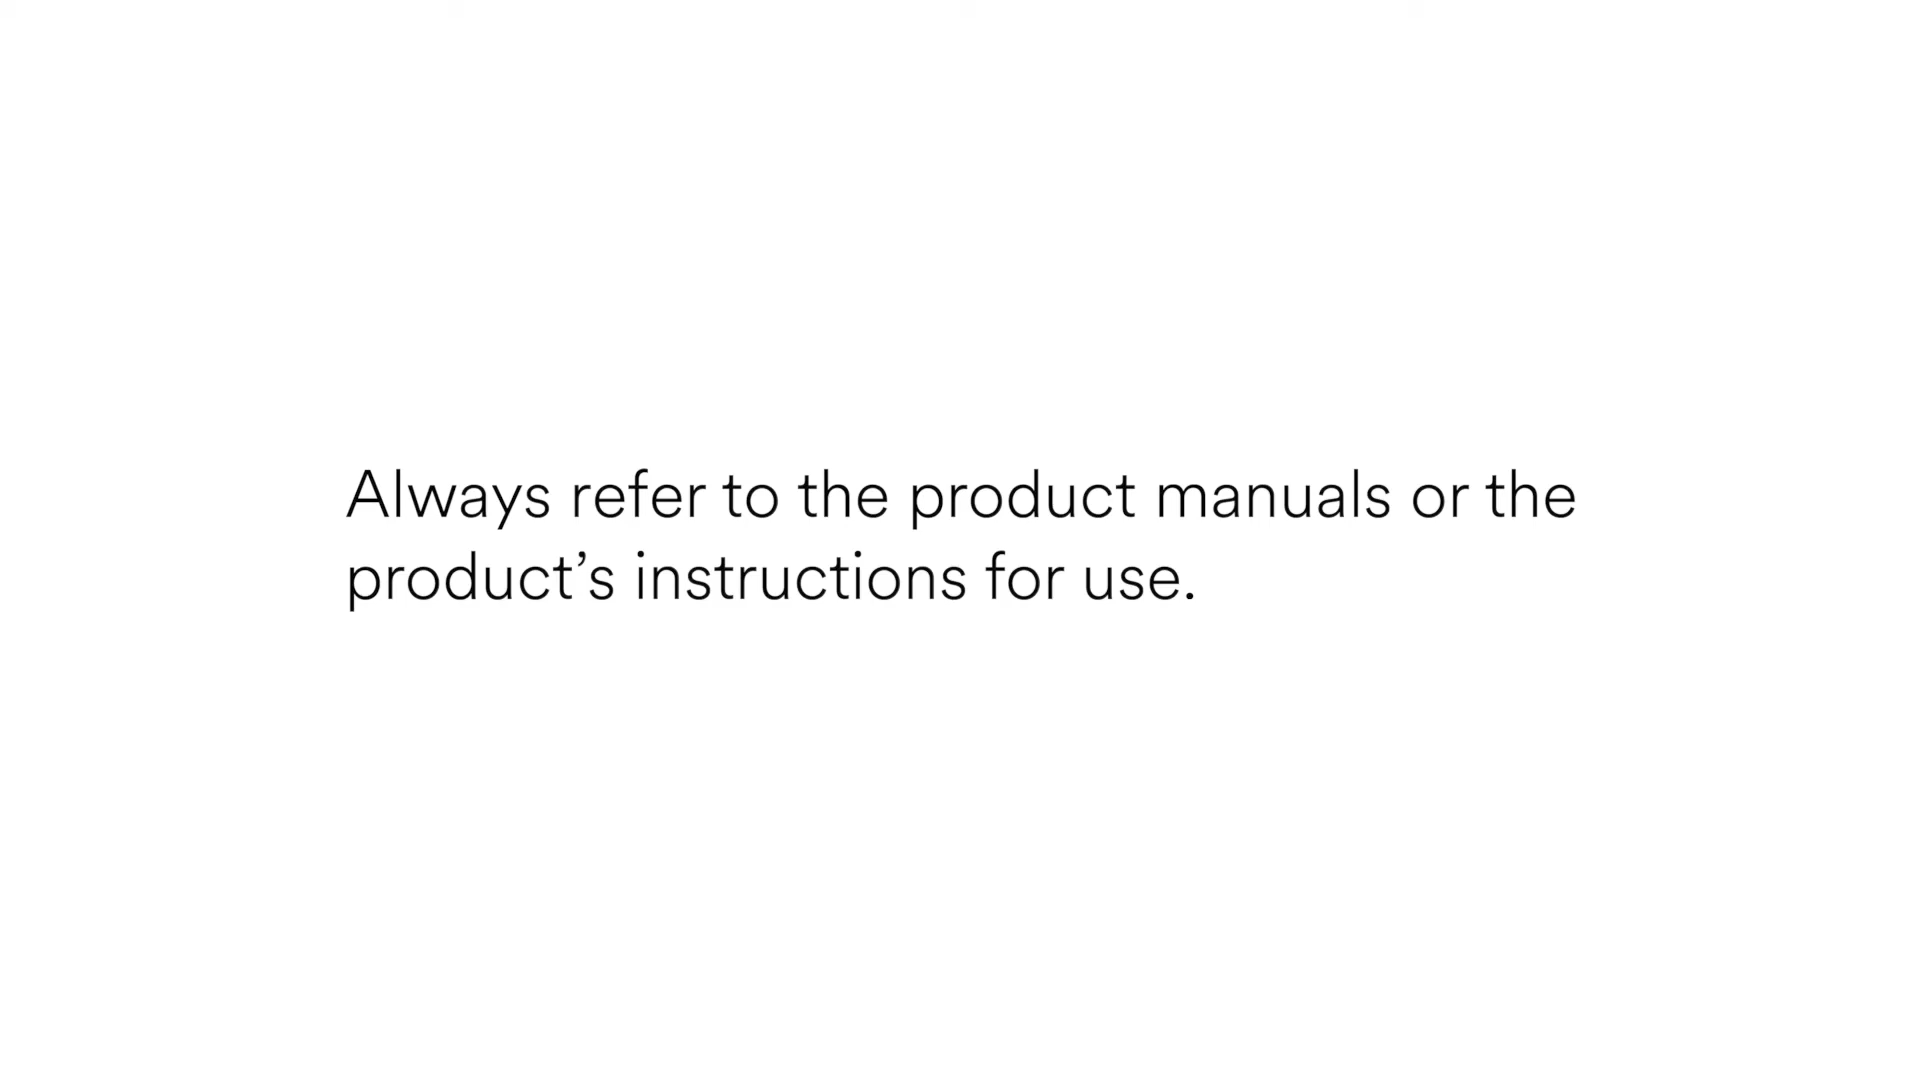 Always refer to the product manuals or the
product’s instructions for use.